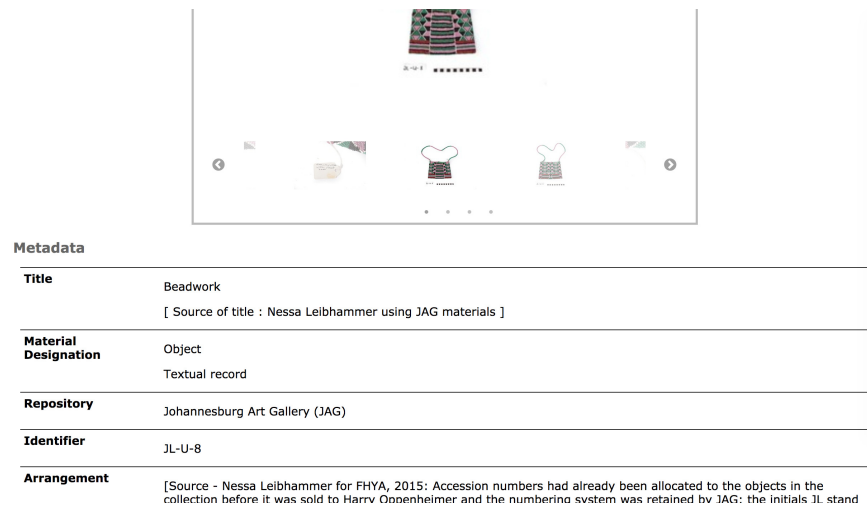 JL-U-8
Metadata
Title
Beadwork
[ Source of title : Nessa Leibhammer using JAG materials ]
Material
Designation
Object
Textual record
Repository
Johannesburg Art Gallery (JAG)
Identifier
JL-U-8
Arrangement
[Source - Nessa Leibhammer for FHYA, 2015: Accession numbers had already been allocated to the objects in the
collection before it was sold to Harry Oppenheimer and the numbering system was retained by JAG; the initials JL stand